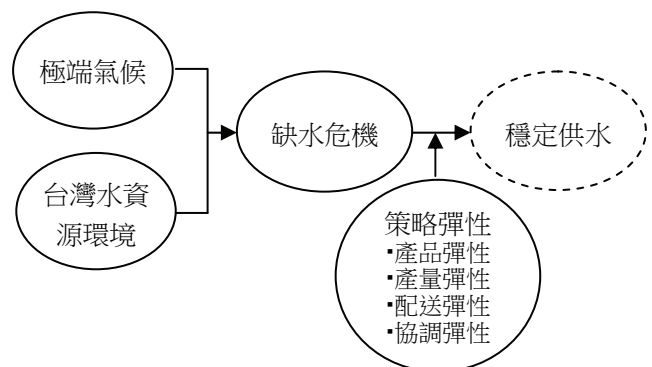 極端氣候
台灣水資
源環境
缺水危機
穩定供水
策略彈性
▪產品彈性
▪產量彈性
▪配送彈性
▪協調彈性